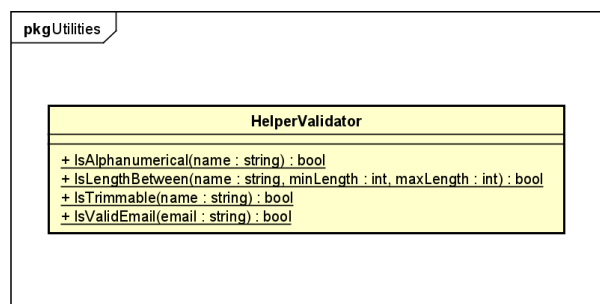 pkgUtilities
HelperValidator
+ IsAlphanumerical(name : string) : bool
+ IsLengthBetween(name : string, minLength : int, maxLength : int) : bool
+ IsTrimmable(name : string) : bool
+ IsValidEmail(email : string) : bool